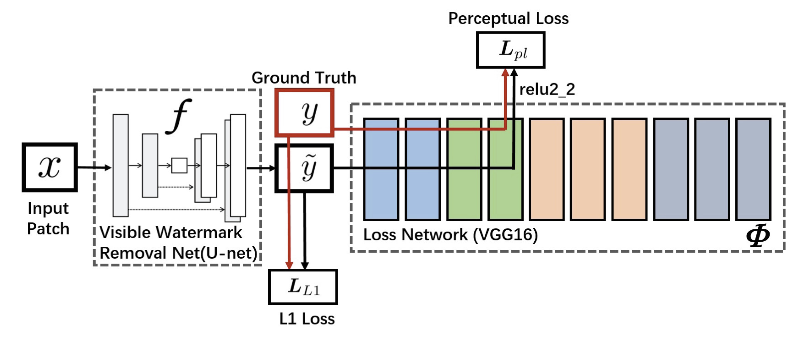 Perceptual Loss
L_pl
relu2_2
Ground Truth
y
f
x
ỹ
Input
Patch
Visible Watermark
Removal Net(U-net)
Loss Network (VGG16)
Φ
L_L1
L1 Loss